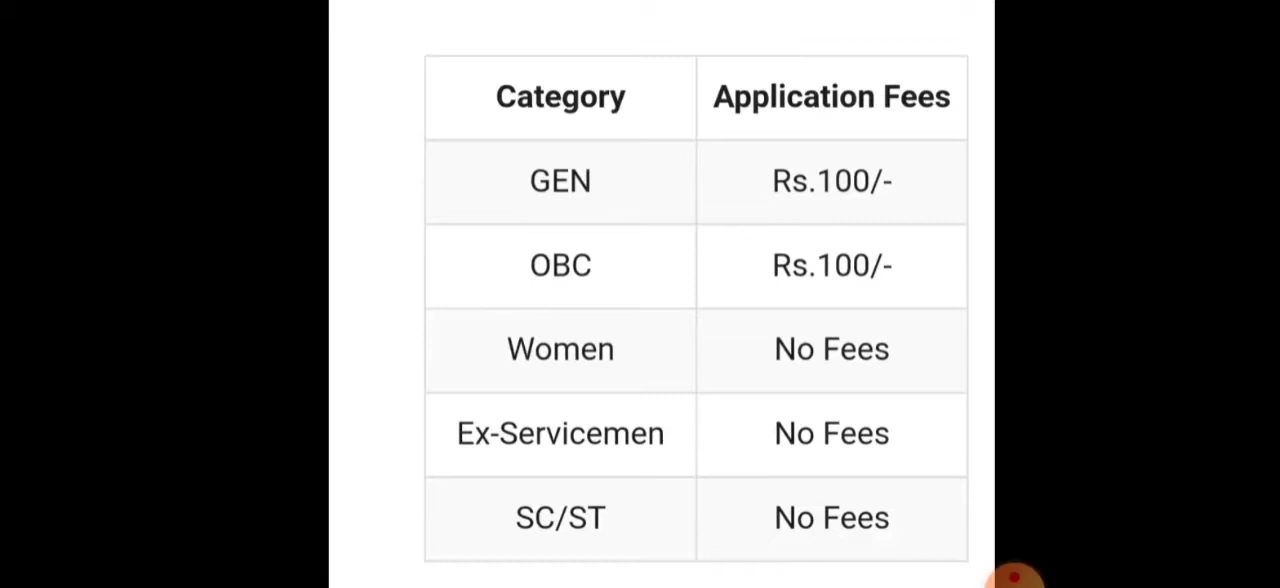 Category Application Fees
GEN Rs.100/-
OBC Rs.100/-
Women No Fees
Ex-Servicemen No Fees
SC/ST No Fees